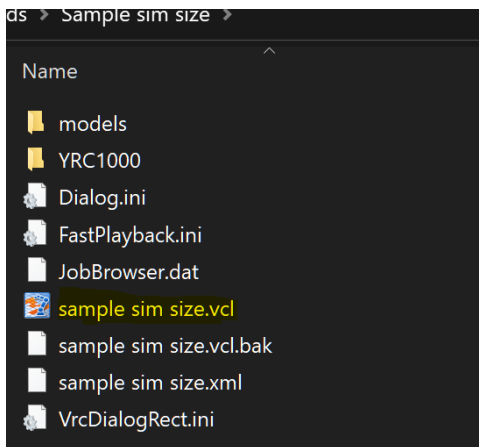 ds > Sample sim size >
Name
models
YRC1000
Dialog.ini
FastPlayback.ini
JobBrowser.dat
sample sim size.vcl
sample sim size.vcl.bak
sample sim size.xml
VrcDialogRect.ini